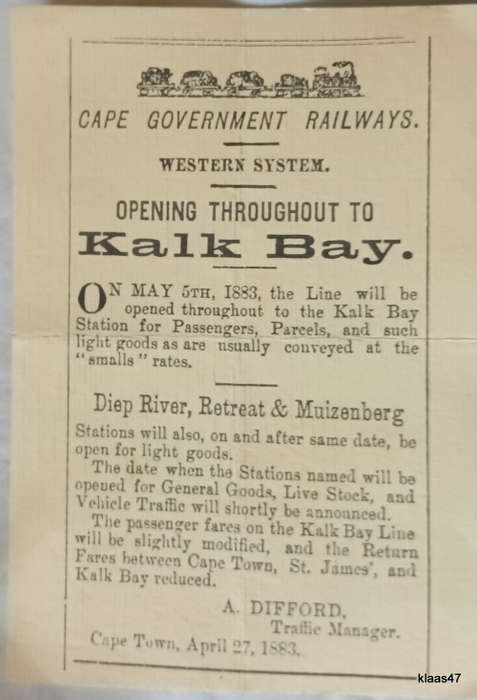 CAPE GOVERNMENT RAILWAYS.
WESTERN SYSTEM.
OPENING THROUGHOUT TO
Kalk Bay.
ON MAY 5TH, 1883, the Line will be
opened throughout to the Kalk Bay
Station for Passengers, Parcels, and such
light goods as are usually conveyed at the
"smalls" rates.
Diep River, Retreat & Muizenberg
Stations will also, on and after same date, be
open for light goods.
The date when the Stations named will be
opened for General Goods, Live Stock, and
Vehicle Traffic will shortly be announced.
The passenger fares on the Kalk Bay Line
will be slightly modified, and the Return
Fares between Cape Town, St. James', and
Kalk Bay reduced.
A. DIFFORD,
Traffic Manager.
Cape Town, April 27, 1883.
klaas47